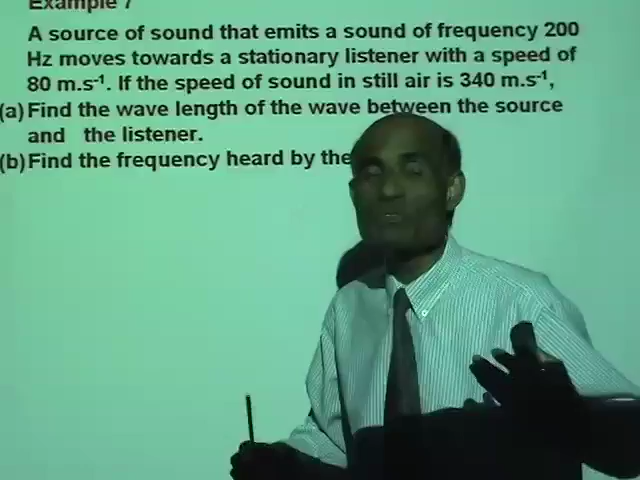 Example 7
A source of sound that emits a sound of frequency 200
Hz moves towards a stationary listener with a speed of
80 m.s⁻¹. If the speed of sound in still air is 340 m.s⁻¹,
(a) Find the wave length of the wave between the source
and the listener.
(b) Find the frequency heard by the